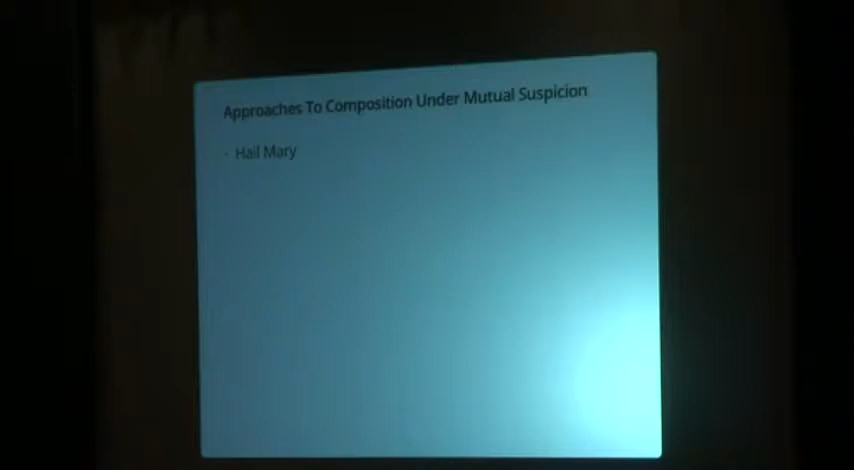 Approaches To Composition Under Mutual Suspicion
- Hail Mary